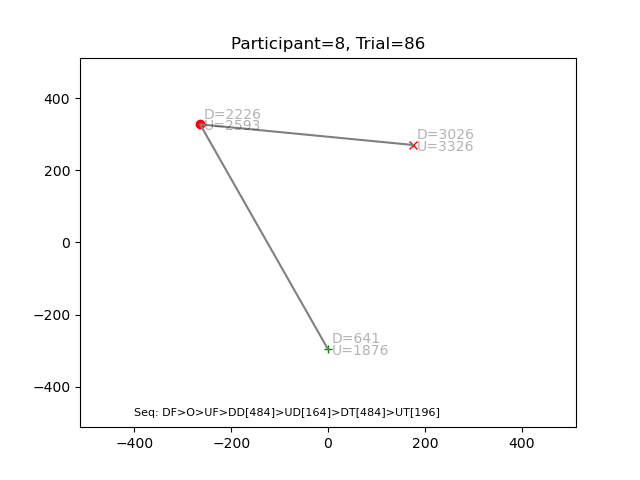 Participant=8, Trial=86
400
200
0
−200
−400
D=2226
U=2593
D=3026
U=3326
D=641
U=1876
Seq: DF>O>UF>DD[484]>UD[164]>DT[484]>UT[196]
−400
−200
0
200
400